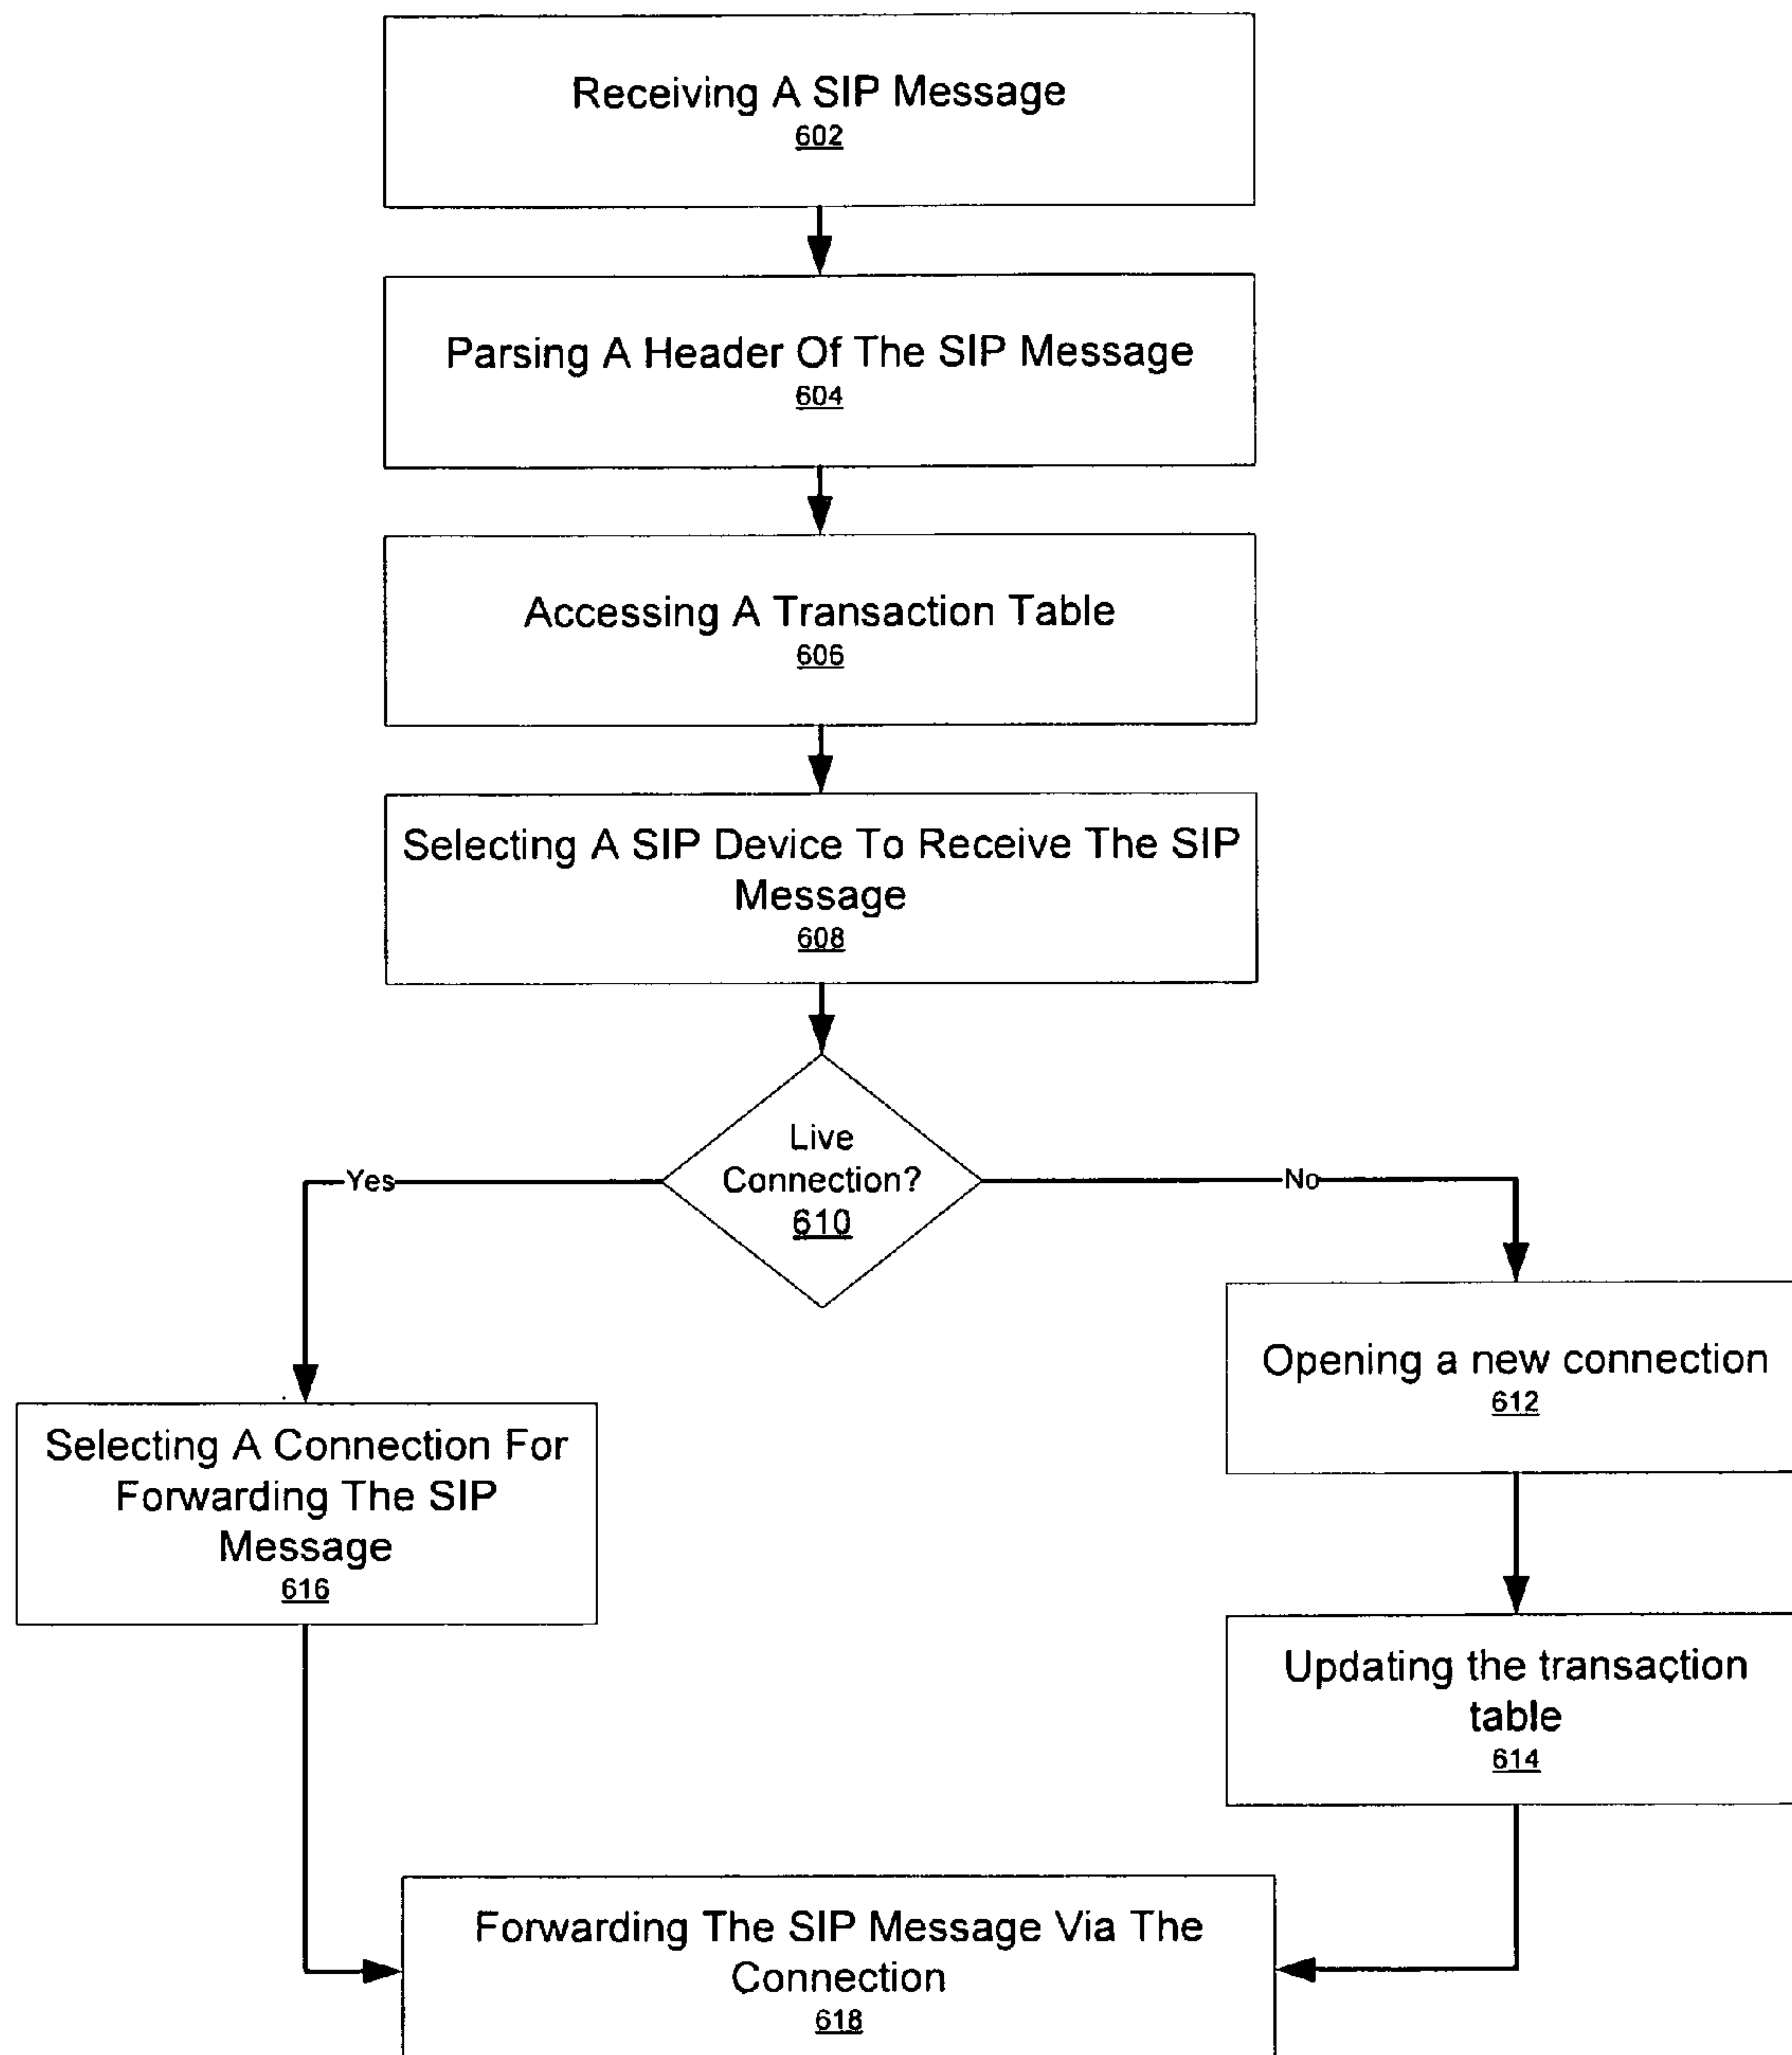 Receiving A SIP Message
602
Parsing A Header Of The SIP Message
604
Accessing A Transaction Table
606
Selecting A SIP Device To Receive The SIP
Message
608
Live
Connection?
610
Yes
No
Opening a new connection
612
Selecting A Connection For
Forwarding The SIP
Message
616
Updating the transaction
table
614
Forwarding The SIP Message Via The
Connection
618